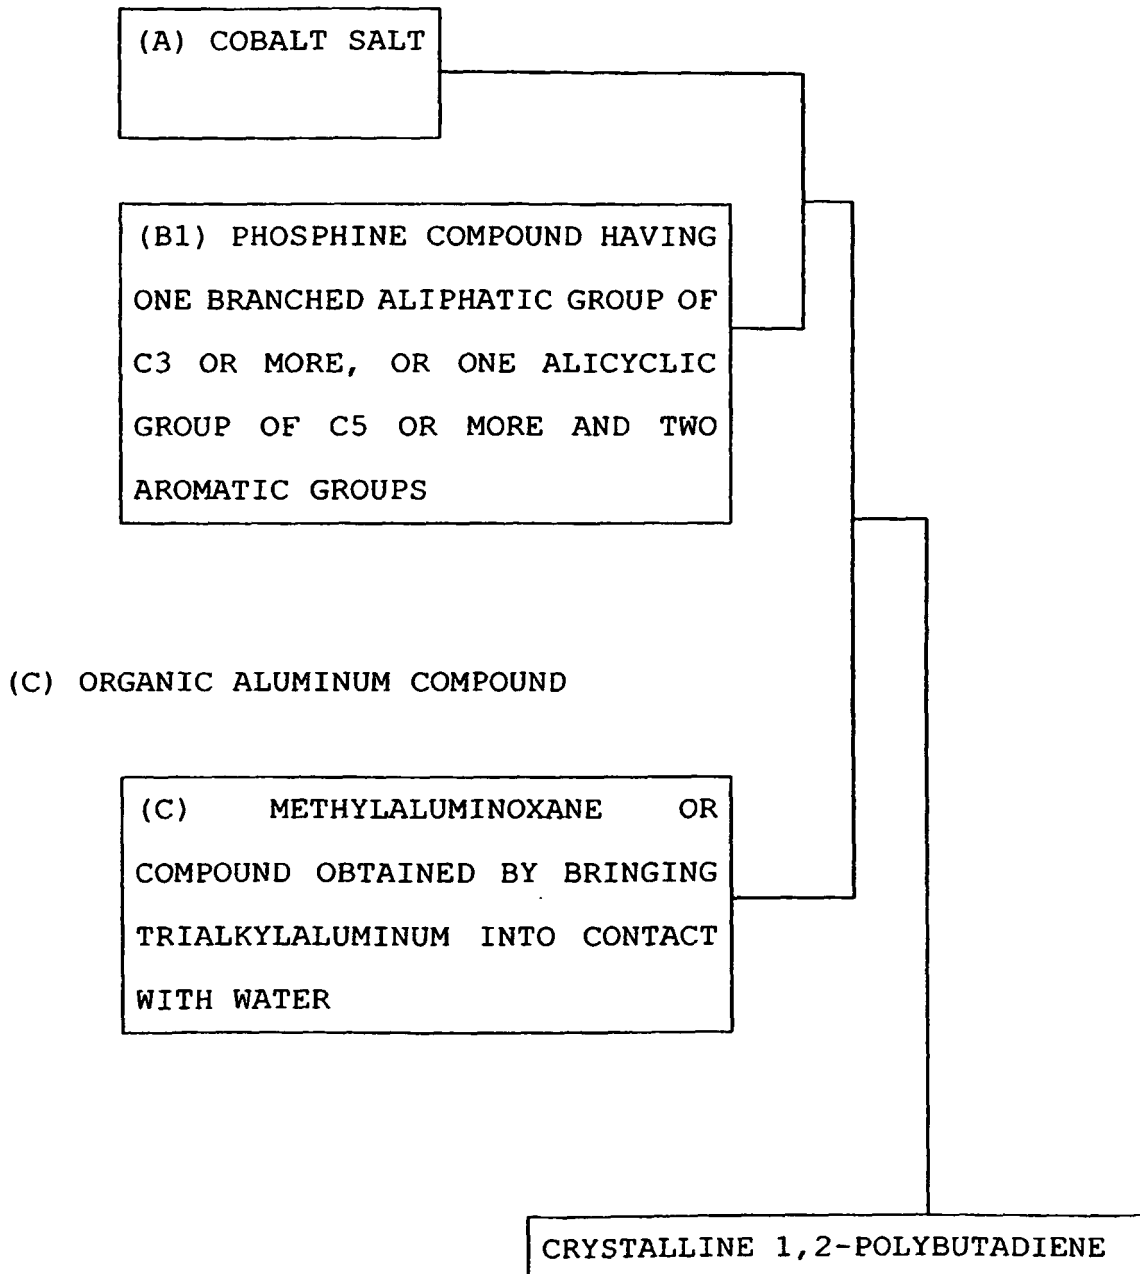 (A) COBALT SALT
(B1) PHOSPHINE COMPOUND HAVING
ONE BRANCHED ALIPHATIC GROUP OF
C3 OR MORE, OR ONE ALICYCLIC
GROUP OF C5 OR MORE AND TWO
AROMATIC GROUPS
(C) ORGANIC ALUMINUM COMPOUND
(C) METHYLALUMINOXANE OR
COMPOUND OBTAINED BY BRINGING
TRIALKYLALUMINUM INTO CONTACT
WITH WATER
CRYSTALLINE 1,2-POLYBUTADIENE